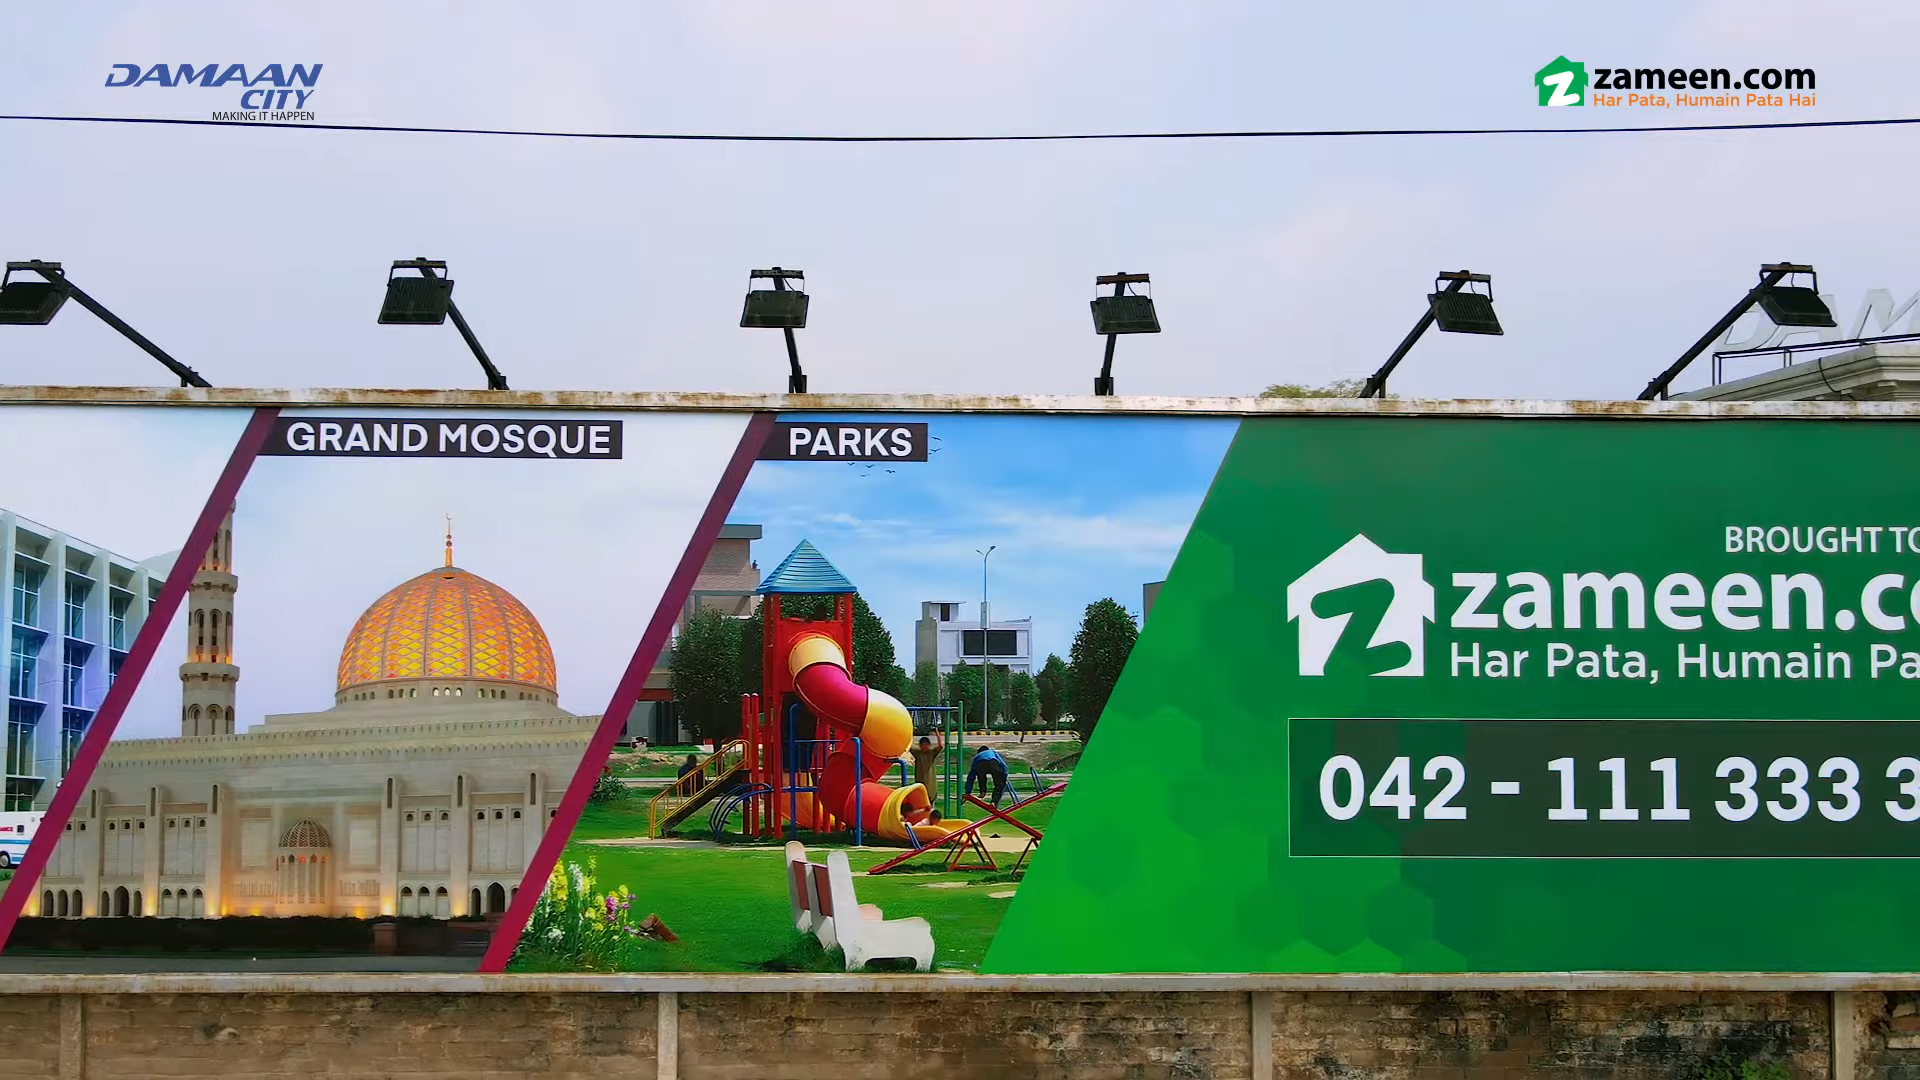 DAMAAN
CITY
MAKING IT HAPPEN
zameen.com
Har Pata, Humain Pata Hai
GRAND MOSQUE
PARKS
BROUGHT TO
zameen.co
Har Pata, Humain Pa
042 - 111 333 3